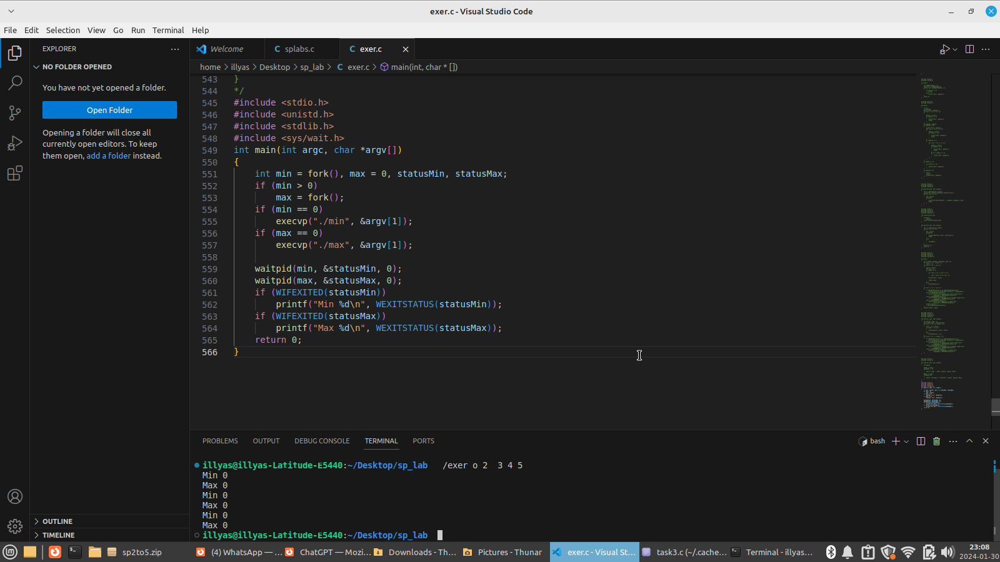 exer.c - Visual Studio Code
File Edit Selection View Go Run Terminal Help
EXPLORER
NO FOLDER OPENED
You have not yet opened a folder.
Open Folder
Opening a folder will close all
currently open editors. To keep
them open, add a folder instead.
OUTLINE
TIMELINE
Welcome
C splabs.c
C exer.c
home > illyas > Desktop > sp_lab > C exer.c > main(int, char * [])
543 }
544 */
545 #include <stdio.h>
546 #include <unistd.h>
547 #include <stdlib.h>
548 #include <sys/wait.h>
549 int main(int argc, char *argv[])
550 {
551 int min = fork(), max = 0, statusMin, statusMax;
552 if (min > 0)
553 max = fork();
554 if (min == 0)
555 execvp("./min", &argv[1]);
556 if (max == 0)
557 execvp("./max", &argv[1]);
558
559 waitpid(min, &statusMin, 0);
560 waitpid(max, &statusMax, 0);
561 if (WIFEXITED(statusMin))
562 printf("Min %d\n", WEXITSTATUS(statusMin));
563 if (WIFEXITED(statusMax))
564 printf("Max %d\n", WEXITSTATUS(statusMax));
565 return 0;
566 }
PROBLEMS OUTPUT DEBUG CONSOLE TERMINAL PORTS
bash
illyas@illyas-Latitude-E5440:~/Desktop/sp_lab /exer o 2 3 4 5
Min 0
Max 0
Min 0
Max 0
Min 0
Max 0
illyas@illyas-Latitude-E5440:~/Desktop/sp_lab
sp2to5.zip
(4) WhatsApp — ...
ChatGPT — Mozi...
Downloads - Th...
Pictures - Thunar
exer.c - Visual St...
task3.c (~/.cache...
Terminal - illyas...
23:08
2024-01-30